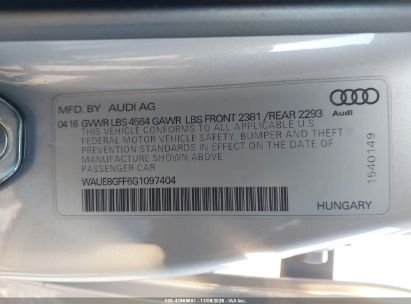 MFD. BY AUDI AG
04 16 GVWR LBS 4564 GAWR LBS FRONT 2381 / REAR 2293
THIS VEHICLE CONFORMS TO ALL APPLICABLE U.S.
FEDERAL MOTOR VEHICLE SAFETY, BUMPER AND THEFT
PREVENTION STANDARDS IN EFFECT ON THE DATE OF
MANUFACTURE SHOWN ABOVE
PASSENGER CAR
WAUE8GFF6G1097404
Audi
1540149
HUNGARY